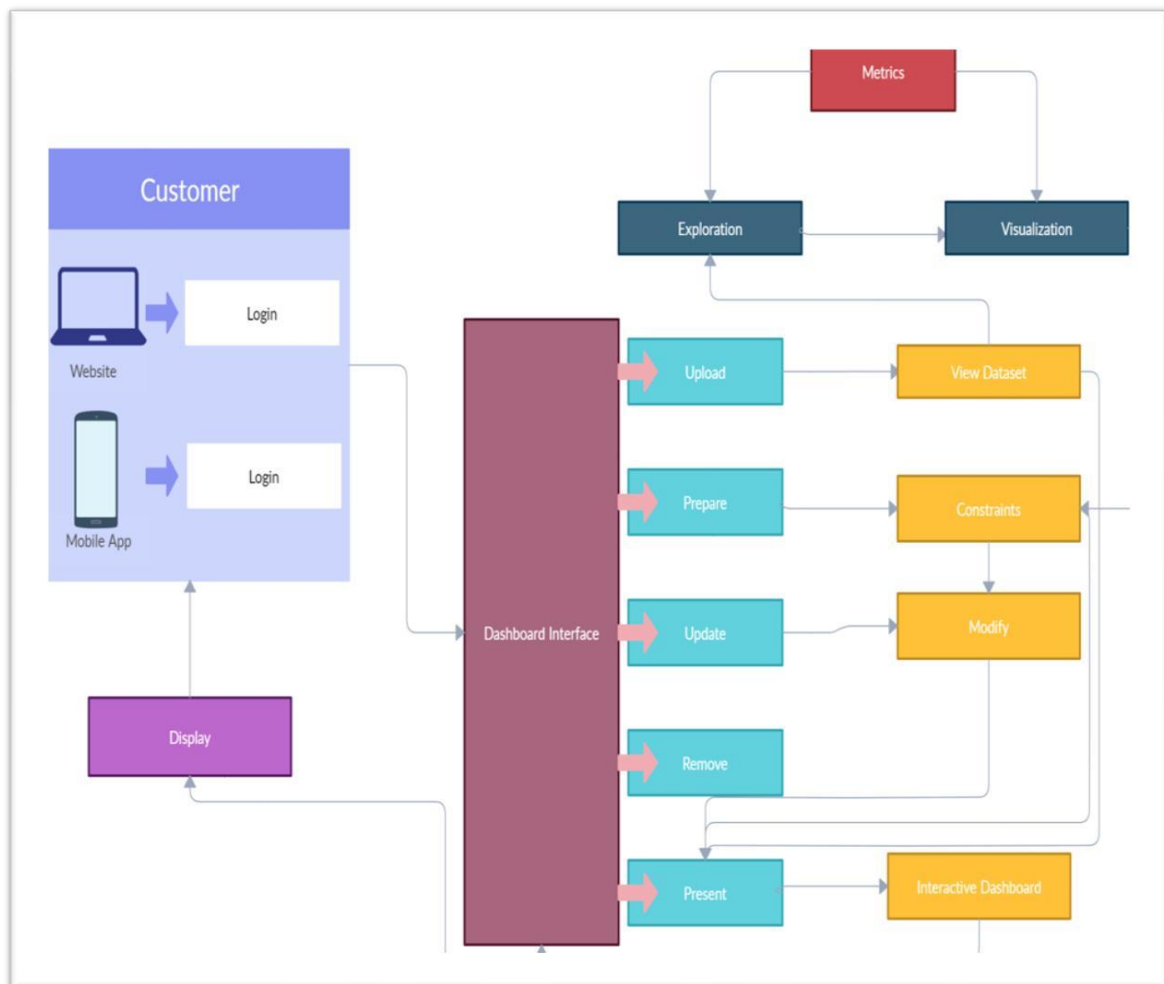 Metrics
Customer
Exploration
Visualization
Login
Website
Upload
View Dataset
Login
Mobile App
Prepare
Constraints
Dashboard Interface
Update
Modify
Display
Remove
Present
Interactive Dashboard